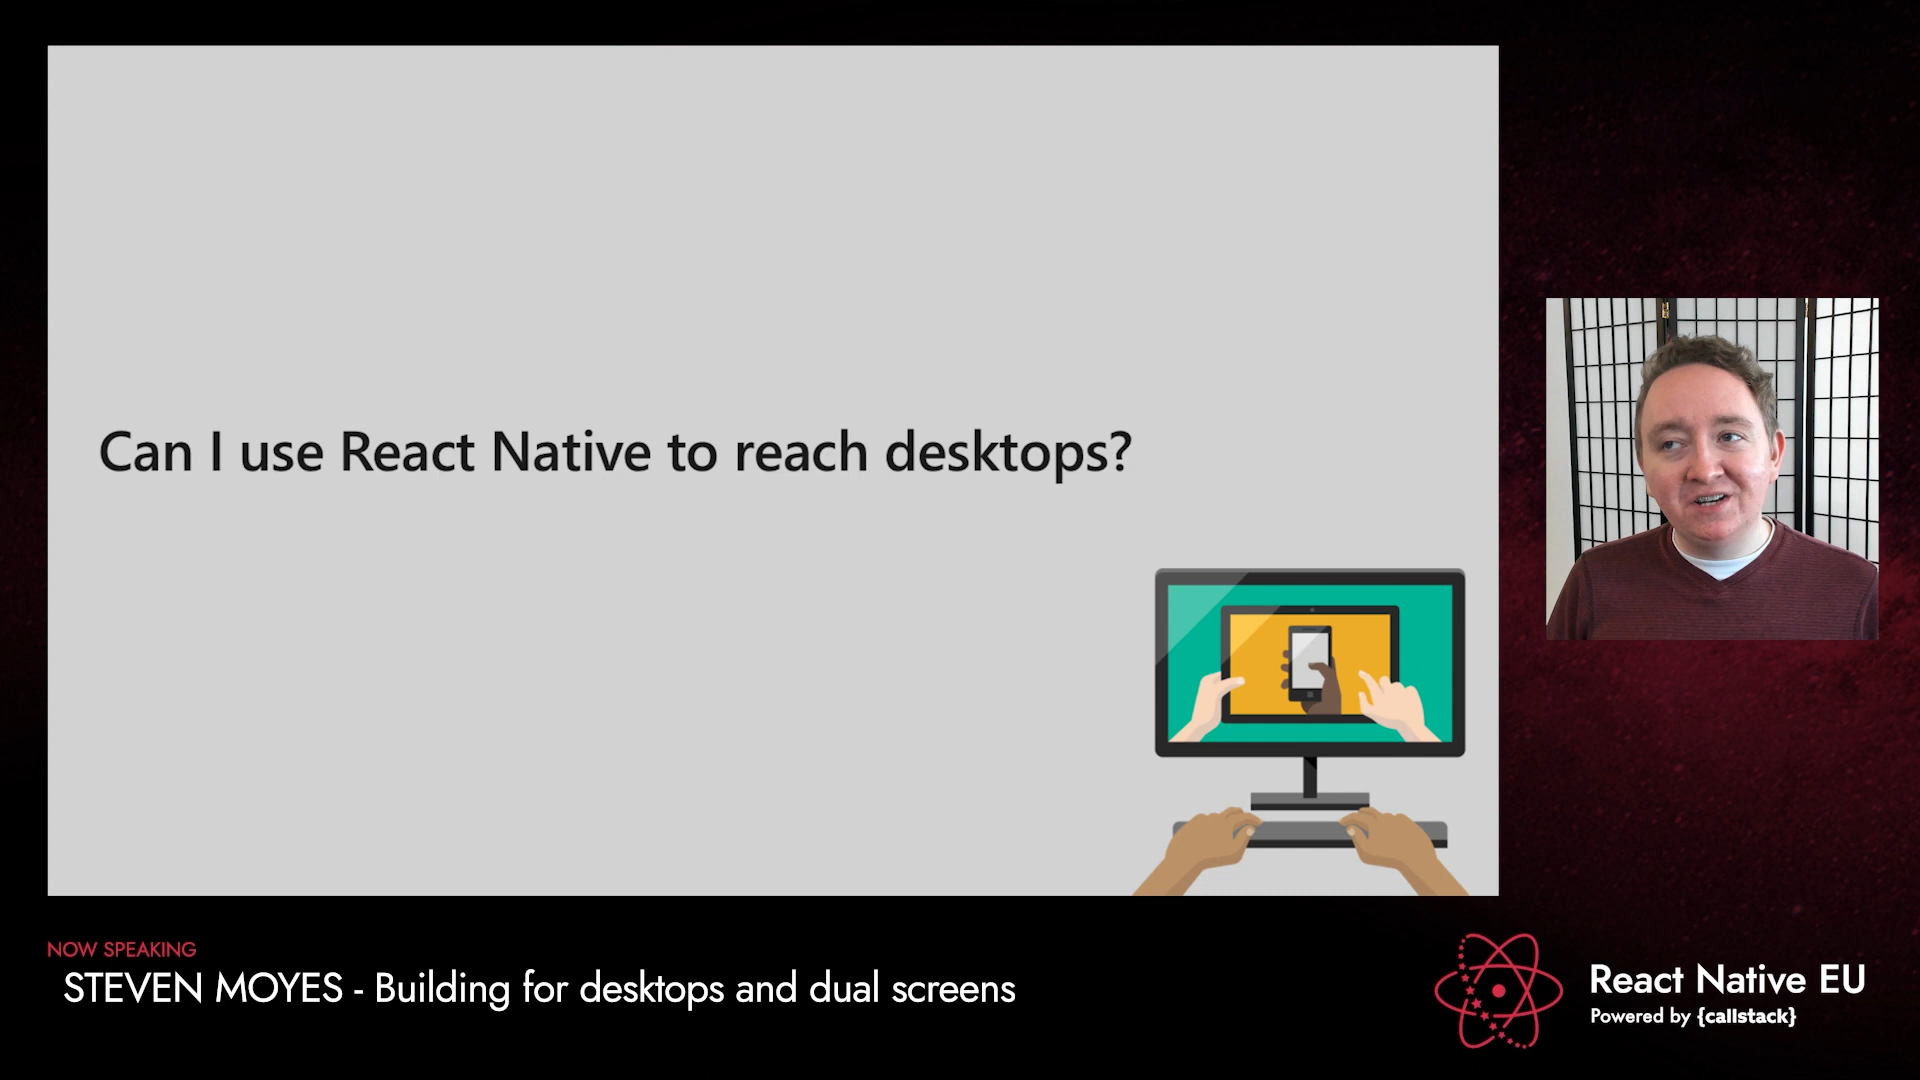 Can I use React Native to reach desktops?
NOW SPEAKING
STEVEN MOYES - Building for desktops and dual screens
React Native EU
Powered by {callstack}